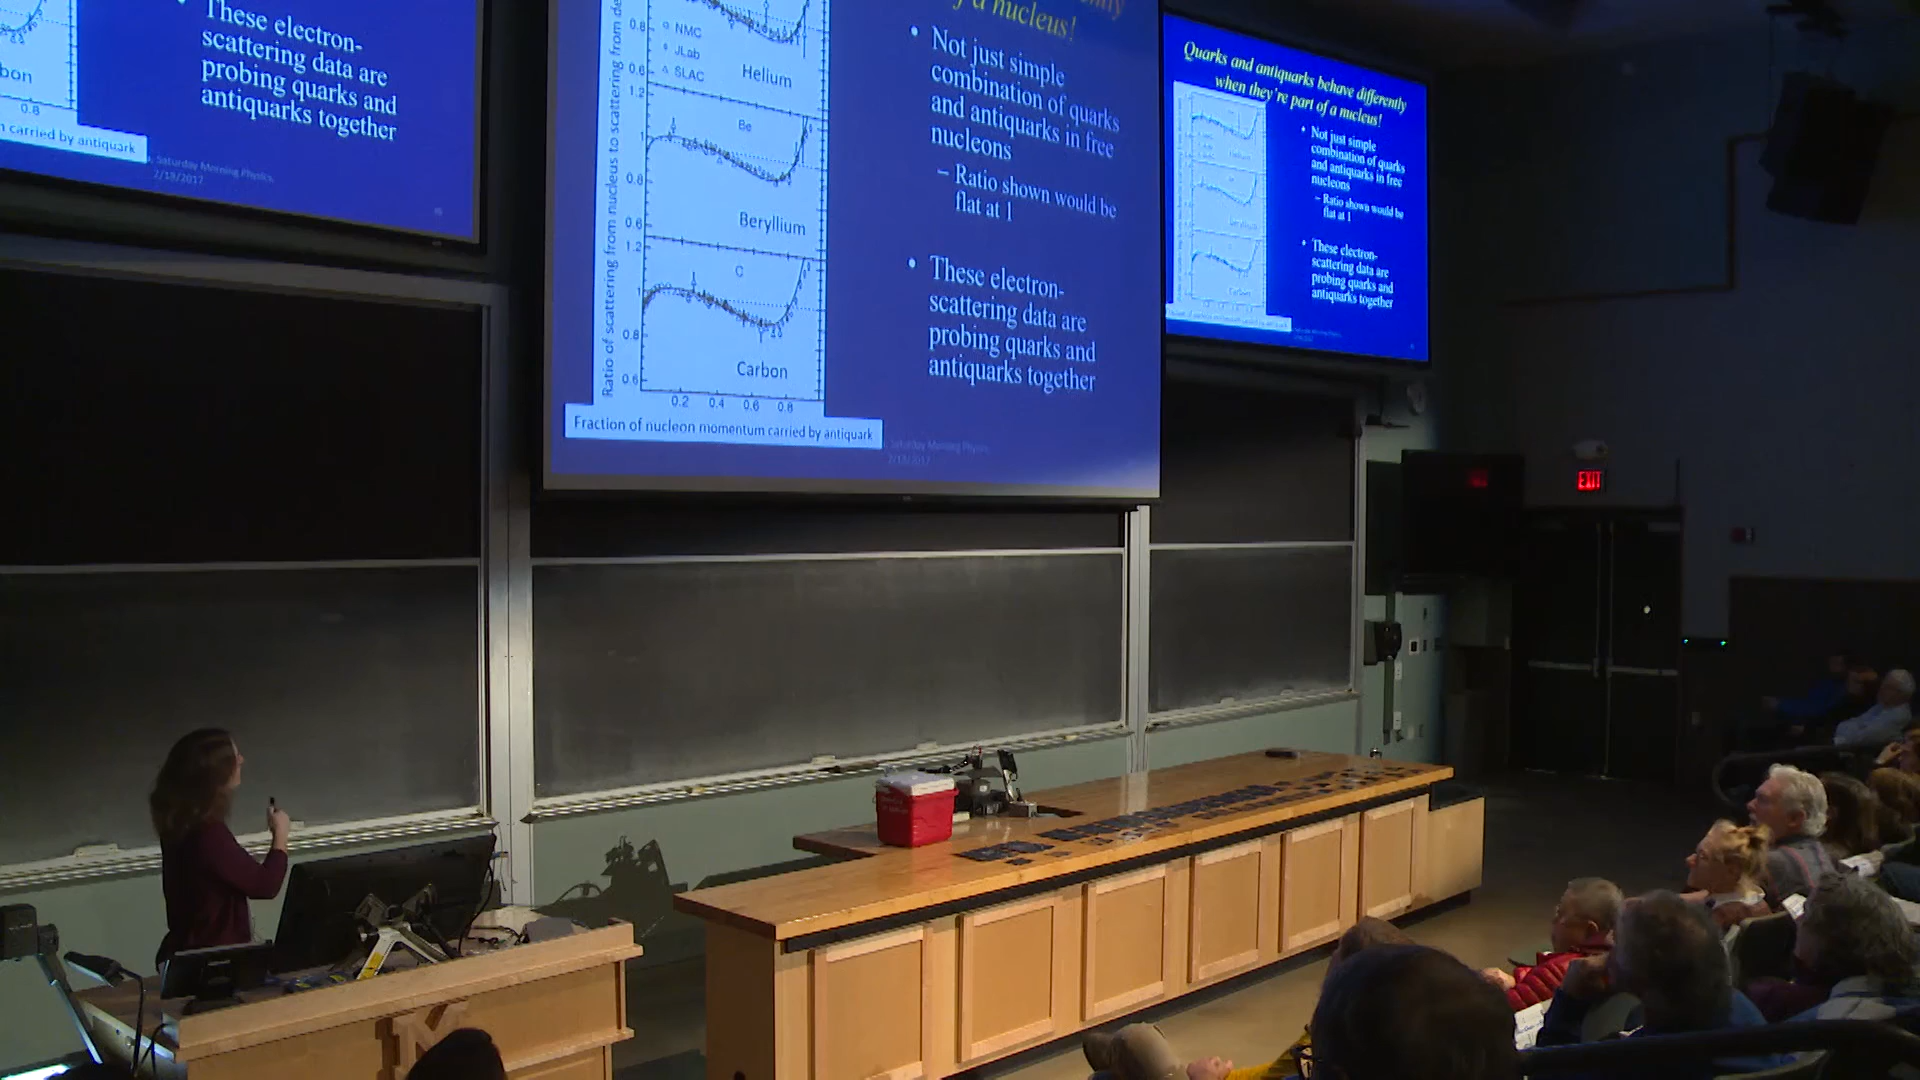 These electron-
scattering data are
probing quarks and
antiquarks together
bon
0.8
carried by antiquark
Saturday Morning Physics,
2/18/2017
of a nucleus!
0.8
NMC
JLab
SLAC
Helium
0.6
1.2
Be
1
0.8
Beryllium
0.6
1.2
C
1
0.8
Carbon
0.6
0.2 0.4 0.6 0.8
Ratio of scattering from nucleus to scattering from de
Fraction of nucleon momentum carried by antiquark
• Not just simple
combination of quarks
and antiquarks in free
nucleons
– Ratio shown would be
flat at 1
• These electron-
scattering data are
probing quarks and
antiquarks together
Saturday Morning Physics
2/18/2017
Quarks and antiquarks behave differently
when they're part of a nucleus!
• Not just simple
combination of quarks
and antiquarks in free
nucleons
– Ratio shown would be
flat at 1
• These electron-
scattering data are
probing quarks and
antiquarks together
Helium
Beryllium
Carbon
EXIT